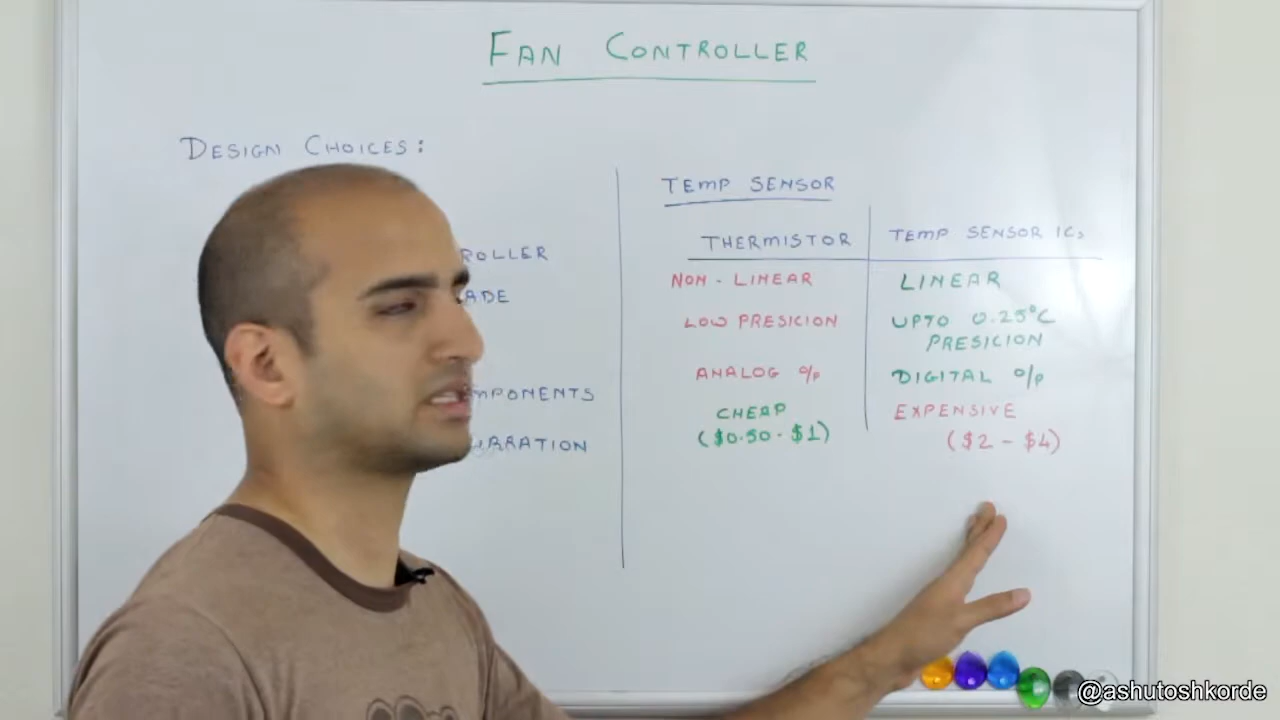 FAN CONTROLLER
DESIGN CHOICES:
ROLLER
ADE
MPONENTS
TEMP SENSOR
THERMISTOR
TEMP SENSOR ICs
NON-LINEAR
LINEAR
LOW PRESICION
UPTO 0.25°C
PRESICION
ANALOG o/p
DIGITAL o/p
CHEAP
($0.50 - $1)
EXPENSIVE
($2 - $4)
@ashutoshkorde